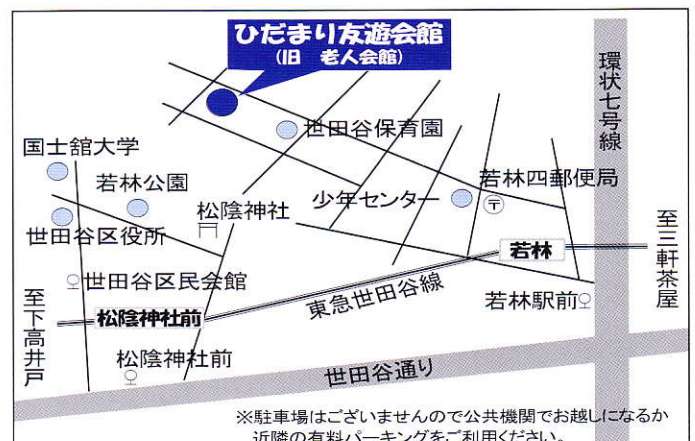 ひだまり友遊会館
(旧　老人会館)
環状七号線
世田谷保育園
国士舘大学
若林公園
松陰神社
少年センター
若林四郵便局
〒
世田谷区役所
至三軒茶屋
若林
世田谷区民会館
東急世田谷線
若林駅前
至下高井戸
松陰神社前
松陰神社前
世田谷通り
※駐車場はございませんので公共機関でお越しになるか
近隣の有料パーキングをご利用ください。